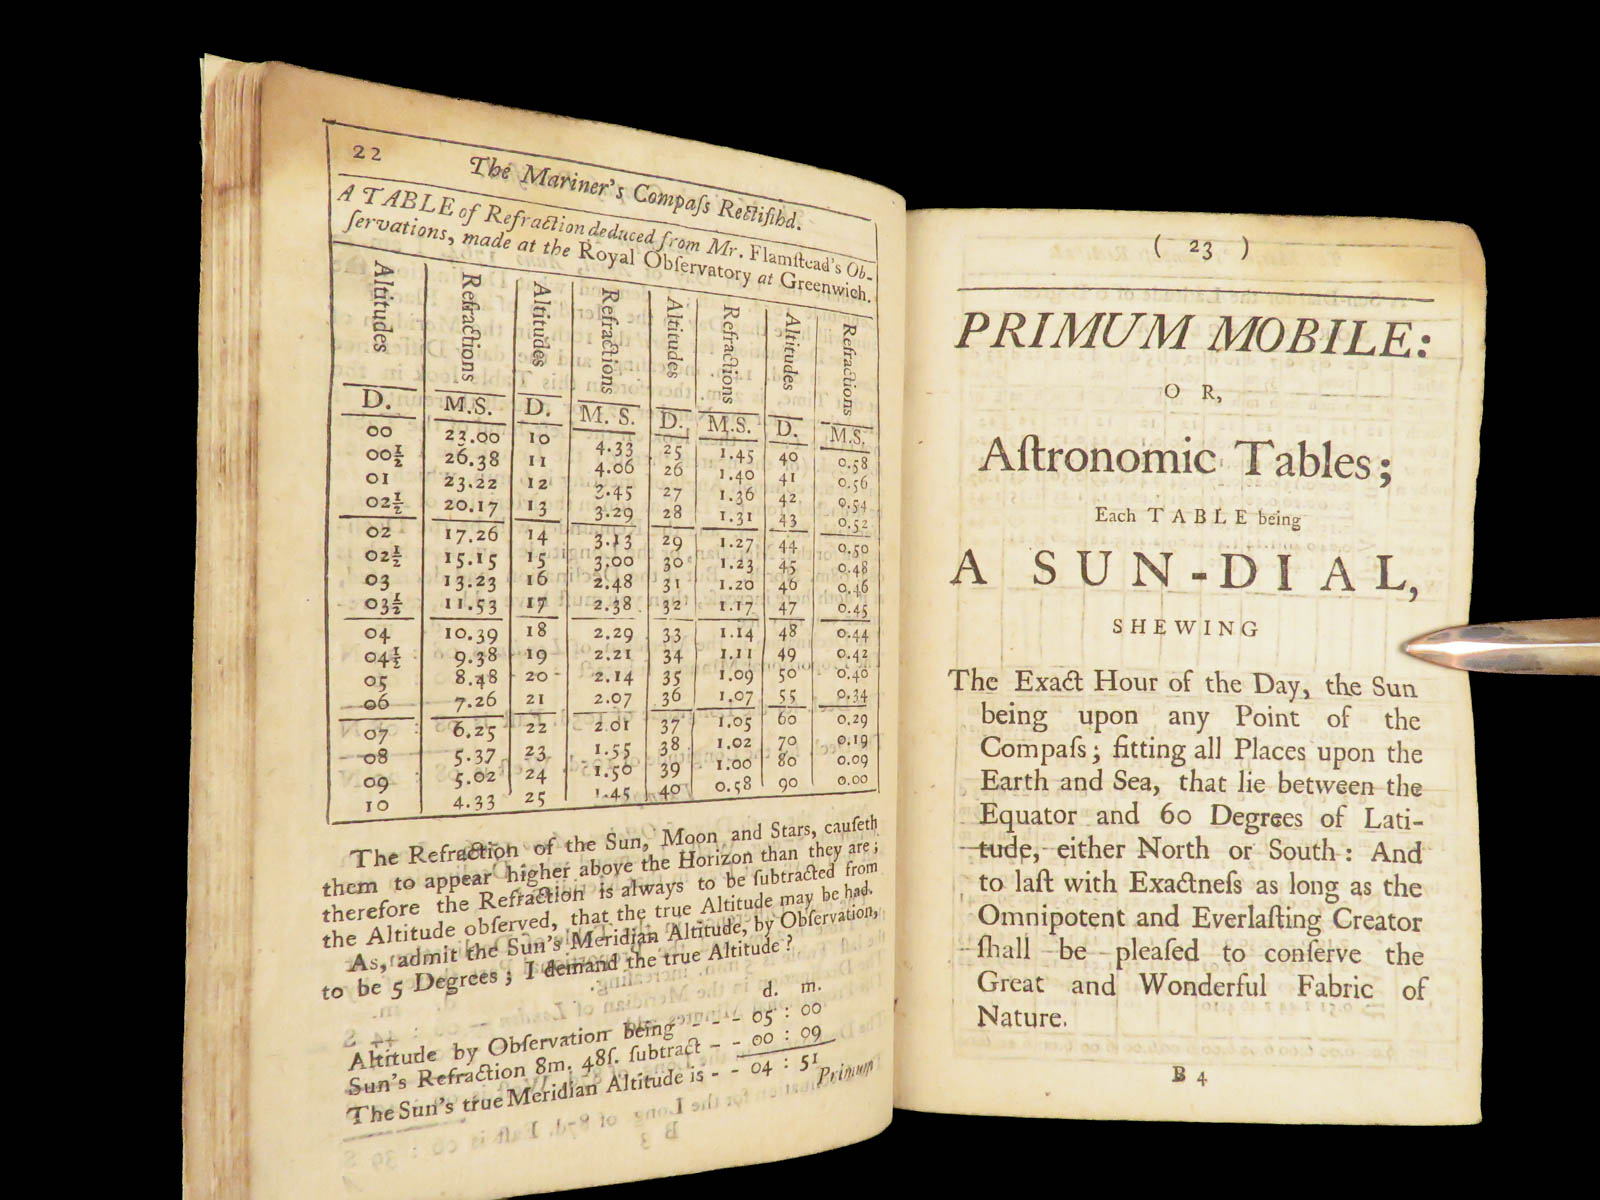 22 The Mariner's Compaſs Rectifihd.
A TABLE of Refraction deduced from Mr. Flamſtead's Ob-
ſervations, made at the Royal Obſervatory at Greenwich.
Altitudes Refractions Altitudes Refractions Altitudes Refractions Altitudes Refractions
D. M.S. D. M. S. D. M.S. D. M.S.
00 23.00 10 4.33 25 1.45 40 0.58
00½ 26.38 11 4.06 26 1.40 41 0.56
01 23.22 12 3.45 27 1.36 42 0.54
02½ 20.17 13 3.29 28 1.31 43 0.52
02 17.26 14 3.13 29 1.27 44 0.50
02½ 15.15 15 3.00 30 1.23 45 0.48
03 13.23 16 2.48 31 1.20 46 0.46
03½ 11.53 17 2.38 32 1.17 47 0.45
04 10.39 18 2.29 33 1.14 48 0.44
04½ 9.38 19 2.21 34 1.11 49 0.42
05 8.48 20 2.14 35 1.09 50 0.40
06 7.26 21 2.07 36 1.07 55 0.34
07 6.25 22 2.01 37 1.05 60 0.29
08 5.37 23 1.55 38 1.02 70 0.19
09 5.02 24 1.50 39 1.00 80 0.09
10 4.33 25 1.45 40 0.58 90 0.00
The Refraction of the Sun, Moon and Stars, cauſeth
them to appear higher above the Horizon than they are;
therefore the Refraction is always to be ſubtracted from
the Altitude obſerved, that the true Altitude may be had.
As, admit the Sun's Meridian Altitude, by Obſervation,
to be 5 Degrees; I demand the true Altitude?
d. m.
Altitude by Obſervation being - - - 05 : 00
Sun's Refraction 8m. 48ſ. ſubtract - - 00 : 09
The Sun's true Meridian Altitude is - - 04 : 51
Primum
( 23 )
PRIMUM MOBILE:
OR,
Aſtronomic Tables;
Each TABLE being
A SUN-DIAL,
SHEWING
The Exact Hour of the Day, the Sun
being upon any Point of the
Compaſs; fitting all Places upon the
Earth and Sea, that lie between the
Equator and 60 Degrees of Lati-
tude, either North or South: And
to laſt with Exactneſs as long as the
Omnipotent and Everlaſting Creator
ſhall be pleaſed to conſerve the
Great and Wonderful Fabric of
Nature.
B 4